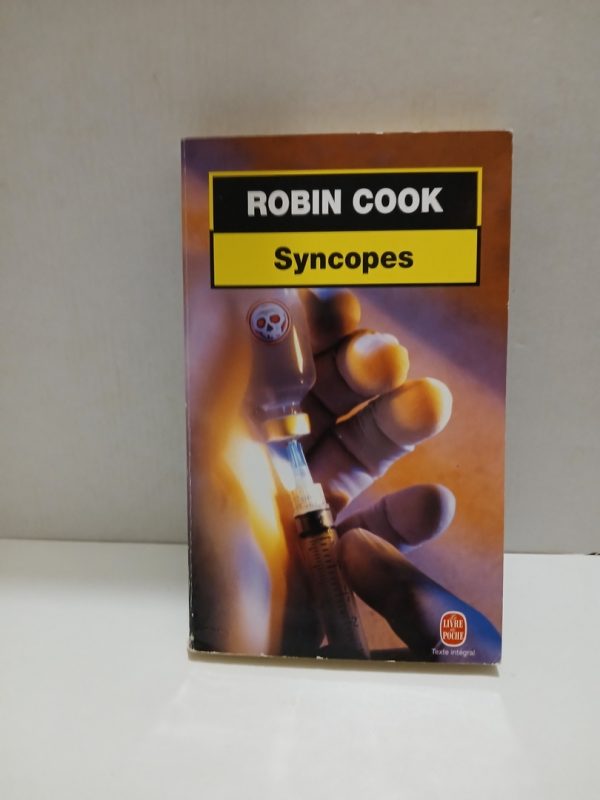 ROBIN COOK
Syncopes
Le
LIVRE
de
POCHE
Texte intégral